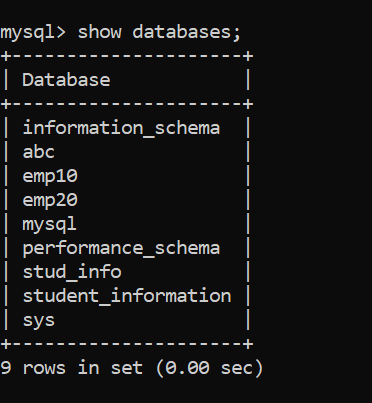 mysql> show databases;
+--------------------+
| Database |
+--------------------+
| information_schema |
| abc |
| emp10 |
| emp20 |
| mysql |
| performance_schema |
| stud_info |
| student_information |
| sys |
+--------------------+
9 rows in set (0.00 sec)